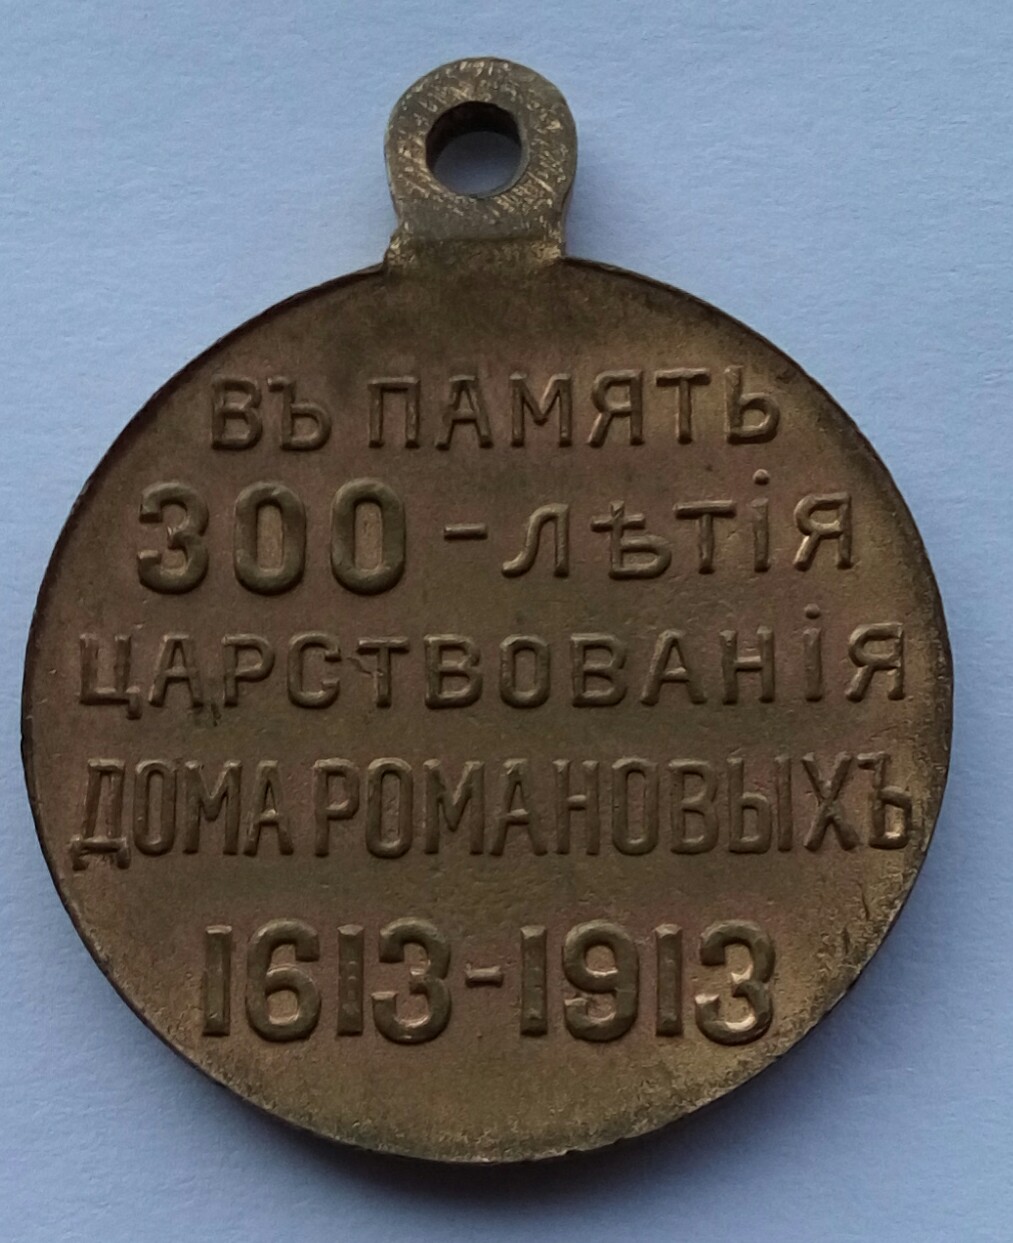 ВЪ ПАМЯТЬ
300-ЛѢТІЯ
ЦАРСТВОВАНІЯ
ДОМА РОМАНОВЫХЪ
1613-1913